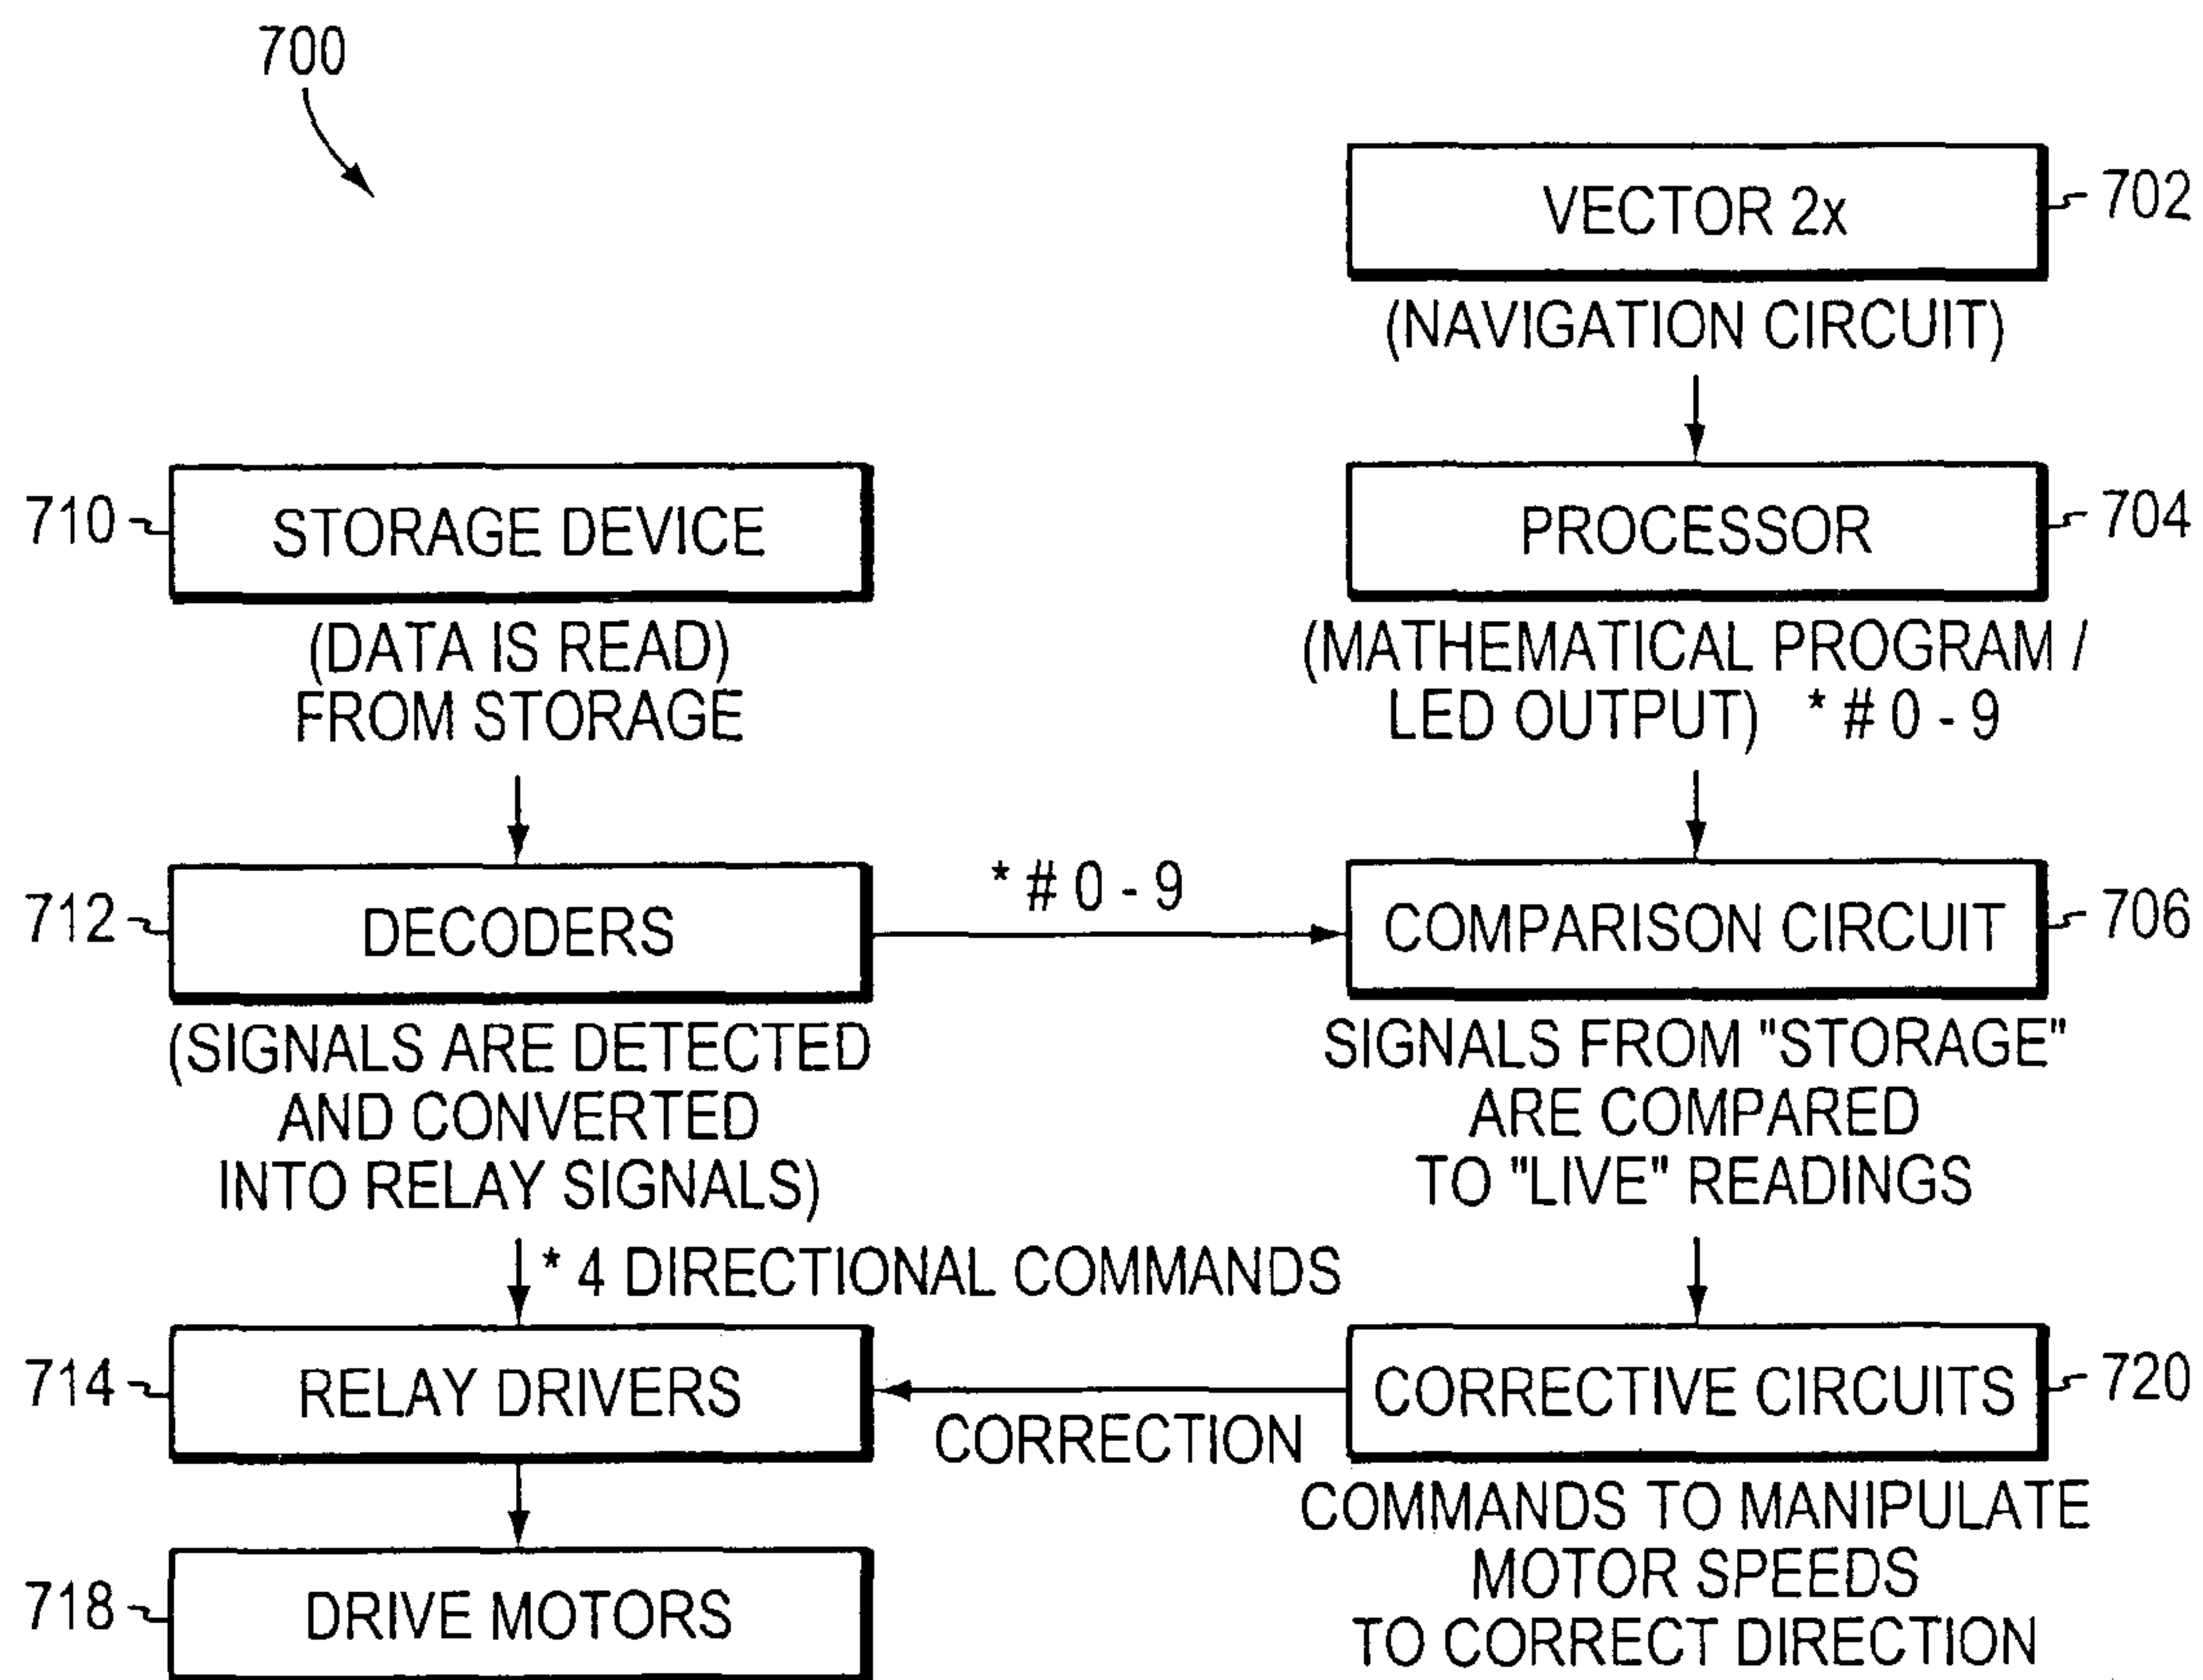 700
VECTOR 2x
702
(NAVIGATION CIRCUIT)
710
STORAGE DEVICE
PROCESSOR
704
(DATA IS READ)
FROM STORAGE
(MATHEMATICAL PROGRAM /
LED OUTPUT) * # 0 - 9
712
DECODERS
* # 0 - 9
COMPARISON CIRCUIT
706
(SIGNALS ARE DETECTED
AND CONVERTED
INTO RELAY SIGNALS)
SIGNALS FROM "STORAGE"
ARE COMPARED
TO "LIVE" READINGS
* 4 DIRECTIONAL COMMANDS
714
RELAY DRIVERS
CORRECTION
CORRECTIVE CIRCUITS
720
COMMANDS TO MANIPULATE
MOTOR SPEEDS
TO CORRECT DIRECTION
718
DRIVE MOTORS